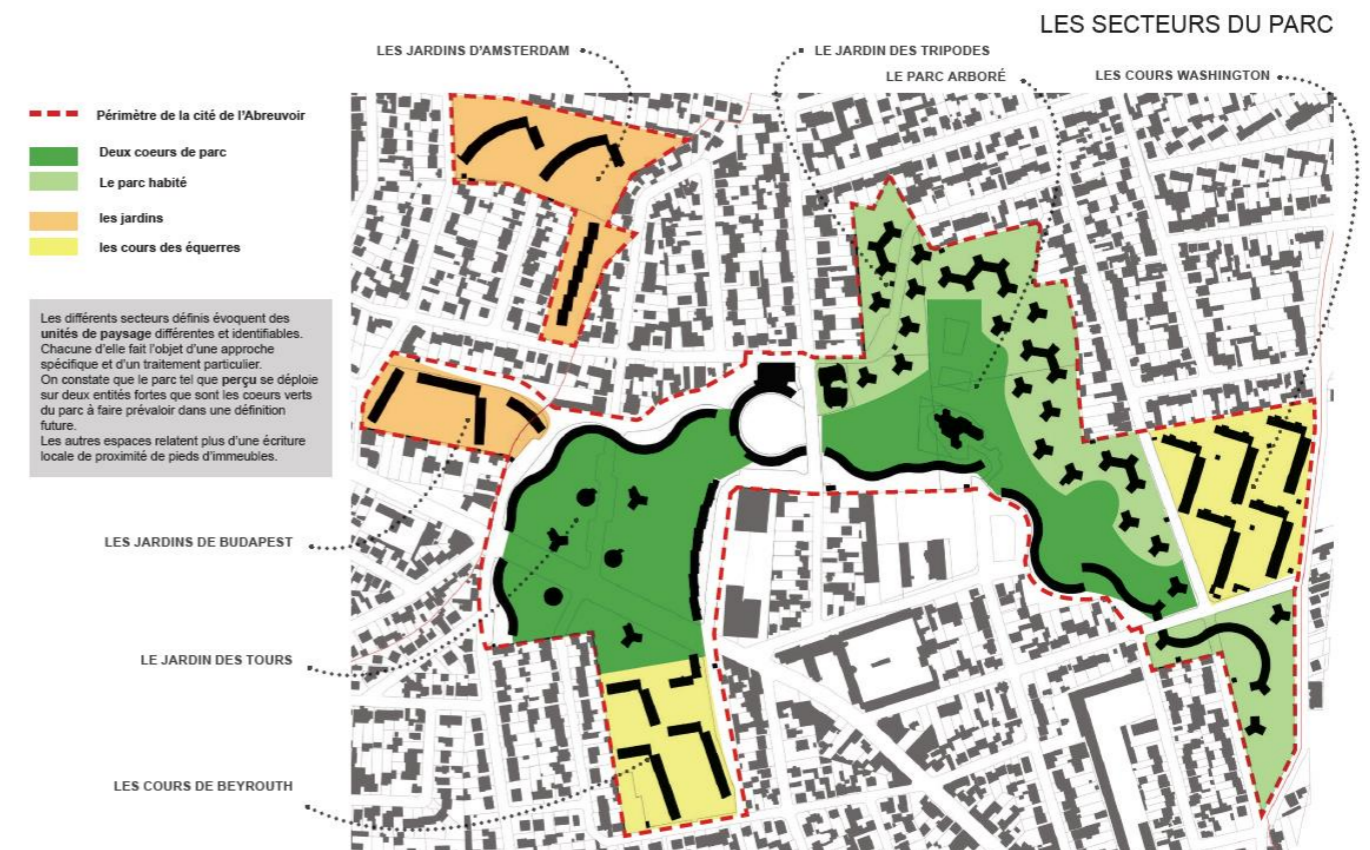 LES SECTEURS DU PARC
LES JARDINS D'AMSTERDAM
LE JARDIN DES TRIPODES
LE PARC ARBORÉ
LES COURS WASHINGTON
Périmètre de la cité de l'Abreuvoir
Deux coeurs de parc
Le parc habité
les jardins
les cours des équerres
Les différents secteurs définis évoquent des
unités de paysage différentes et identifiables.
Chacune d'elle fait l'objet d'une approche
spécifique et d'un traitement particulier.
On constate que le parc tel que perçu se déploie
sur deux entités fortes que sont les coeurs verts
du parc à faire prévaloir dans une définition
future.
Les autres espaces relatent plus d'une écriture
locale de proximité de pieds d'immeubles.
LES JARDINS DE BUDAPEST
LE JARDIN DES TOURS
LES COURS DE BEYROUTH